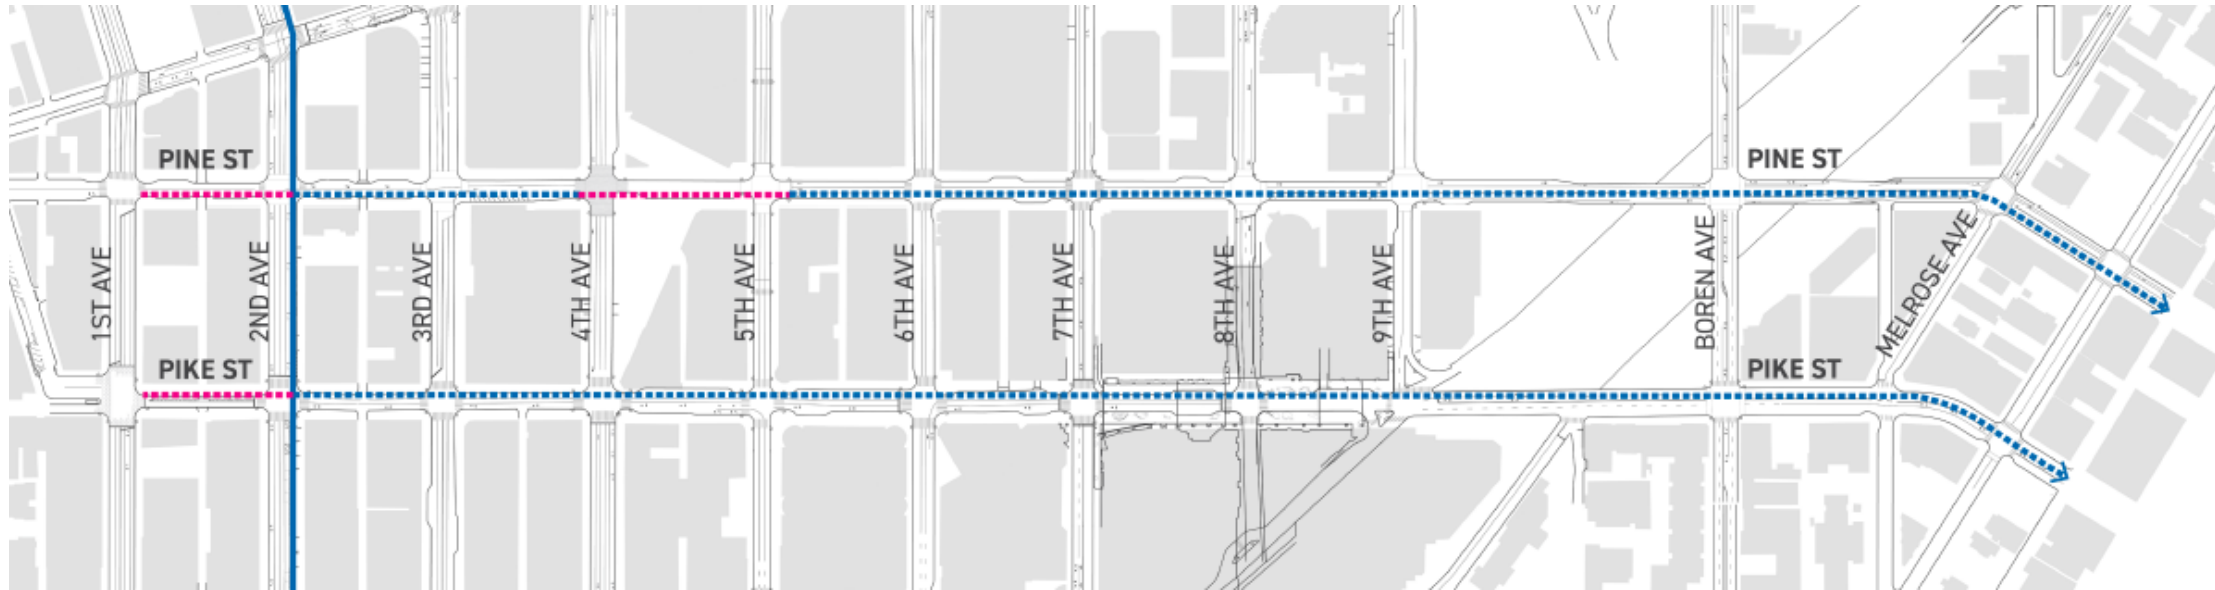 PINE ST
PINE ST
1ST AVE
2ND AVE
3RD AVE
4TH AVE
5TH AVE
6TH AVE
7TH AVE
8TH AVE
9TH AVE
BOREN AVE
MELROSE AVE
PIKE ST
PIKE ST